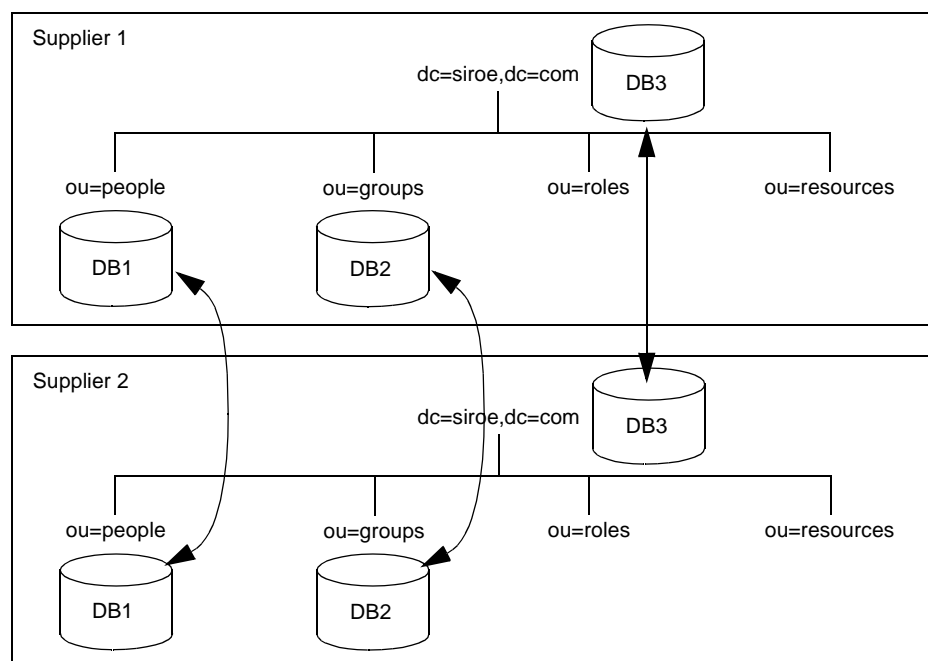 Supplier 1
dc=siroe,dc=com
DB3
ou=people
ou=groups
ou=roles
ou=resources
DB1
DB2
Supplier 2
dc=siroe,dc=com
DB3
ou=people
ou=groups
ou=roles
ou=resources
DB1
DB2